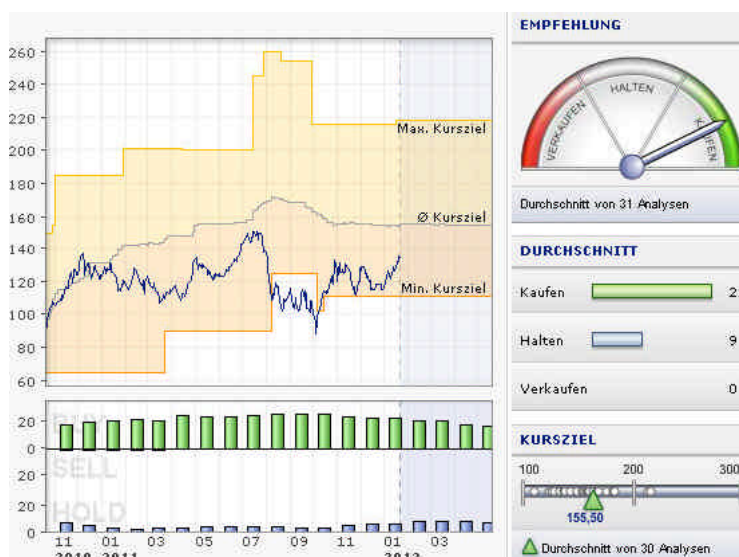 260
240
220
200
180
160
140
120
100
80
60
Max. Kursziel
Ø Kursziel
Min. Kursziel
20
0
20
0
20
0
BUY
SELL
HOLD
11
01
03
05
07
09
11
01
03
2010
2011
2012
EMPFEHLUNG
VERKAUFEN
HALTEN
KAUFEN
Durchschnitt von 31 Analysen
DURCHSCHNITT
Kaufen 2
Halten 9
Verkaufen 0
KURSZIEL
100 200 300
155,50
Durchschnitt von 30 Analysen